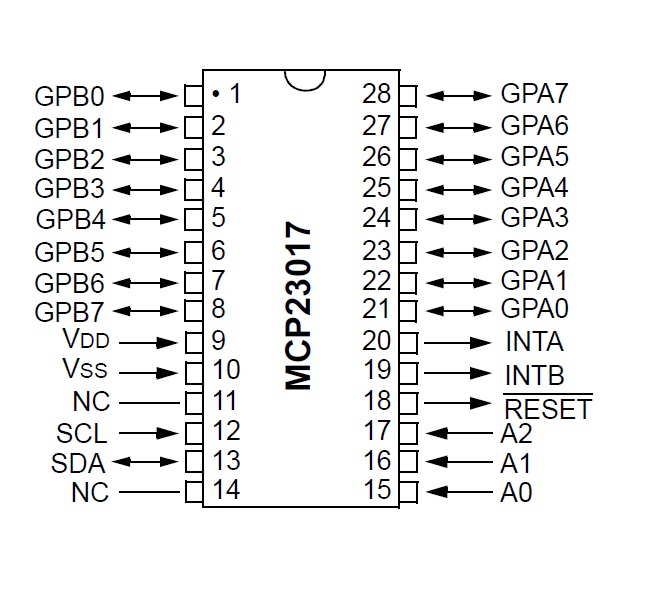 GPB0 • 1 28 GPA7
GPB1 2 27 GPA6
GPB2 3 26 GPA5
GPB3 4 25 GPA4
GPB4 5 24 GPA3
GPB5 6 23 GPA2
GPB6 7 22 GPA1
GPB7 8 21 GPA0
VDD 9 20 INTA
VSS 10 19 INTB
NC 11 18 RESET
SCL 12 17 A2
SDA 13 16 A1
NC 14 15 A0
MCP23017